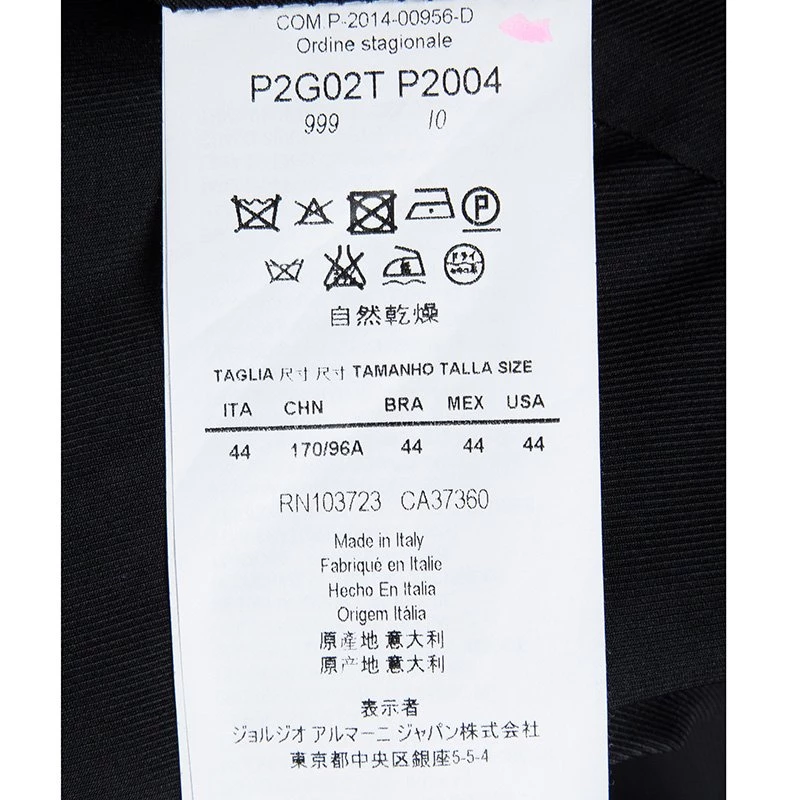 COM.P-2014-00956-D
Ordine stagionale
P2G02T P2004
999 10
P
ドライ
自然乾燥
TAGLIA 尺寸 尺寸 TAMANHO TALLA SIZE
ITA CHN BRA MEX USA
44 170/96A 44 44 44
RN103723 CA37360
Made in Italy
Fabriqué en Italie
Hecho En Italia
Origem Itália
原產地 意大利
原产地 意大利
表示者
ジョルジオ アルマーニ ジャパン株式会社
東京都中央区銀座5-5-4